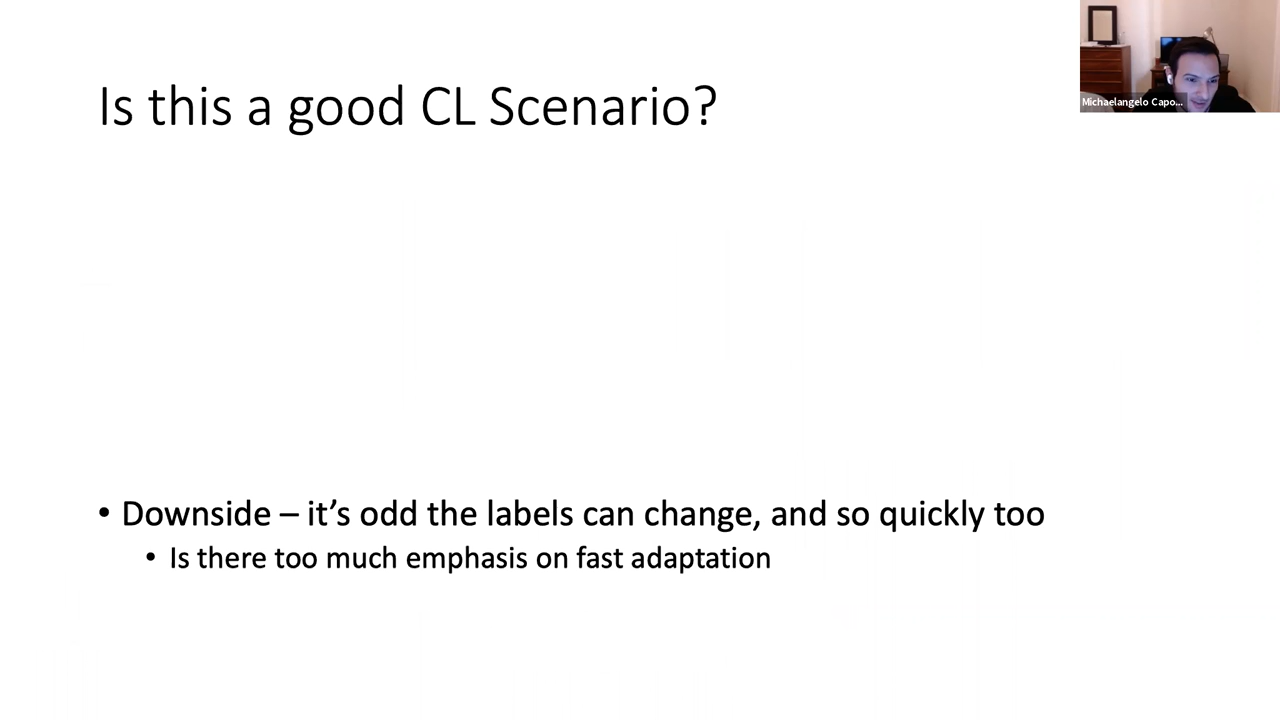 Is this a good CL Scenario?
Michaelangelo Capo...
• Downside – it’s odd the labels can change, and so quickly too
• Is there too much emphasis on fast adaptation